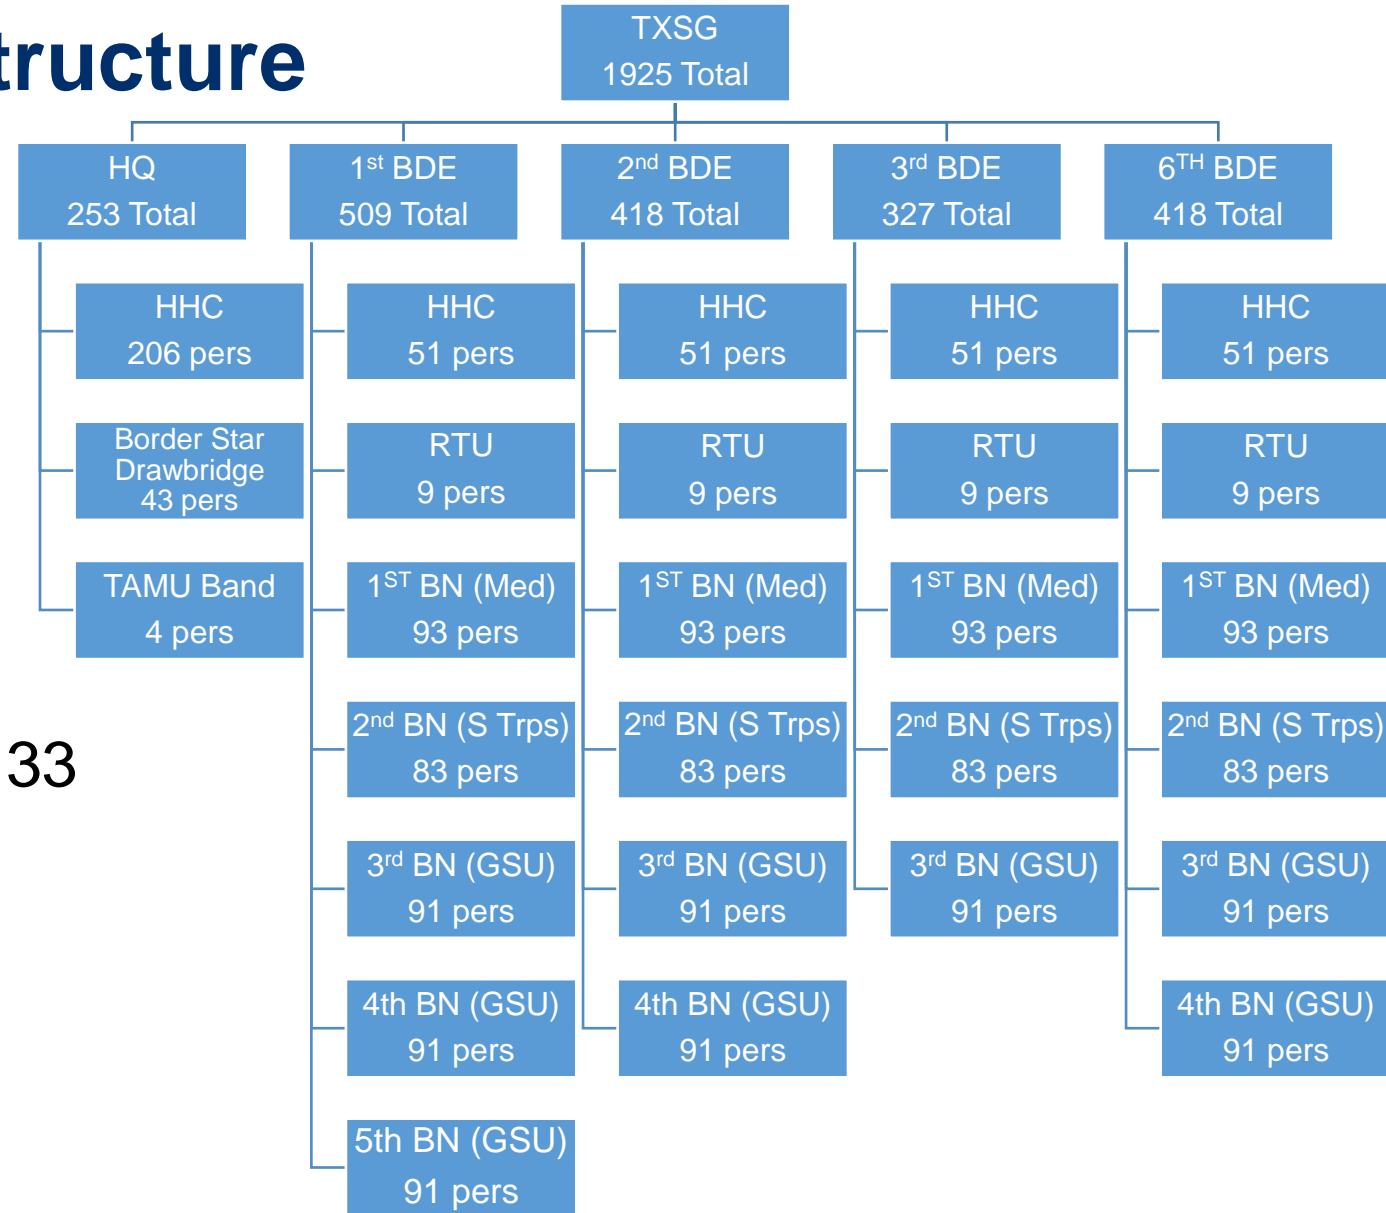 tructure
TXSG
1925 Total
HQ
253 Total
1st BDE
509 Total
2nd BDE
418 Total
3rd BDE
327 Total
6TH BDE
418 Total
HHC
206 pers
Border Star
Drawbridge
43 pers
TAMU Band
4 pers
HHC
51 pers
RTU
9 pers
1ST BN (Med)
93 pers
2nd BN (S Trps)
83 pers
3rd BN (GSU)
91 pers
4th BN (GSU)
91 pers
5th BN (GSU)
91 pers
HHC
51 pers
RTU
9 pers
1ST BN (Med)
93 pers
2nd BN (S Trps)
83 pers
3rd BN (GSU)
91 pers
4th BN (GSU)
91 pers
HHC
51 pers
RTU
9 pers
1ST BN (Med)
93 pers
2nd BN (S Trps)
83 pers
3rd BN (GSU)
91 pers
HHC
51 pers
RTU
9 pers
1ST BN (Med)
93 pers
2nd BN (S Trps)
83 pers
3rd BN (GSU)
91 pers
4th BN (GSU)
91 pers
33